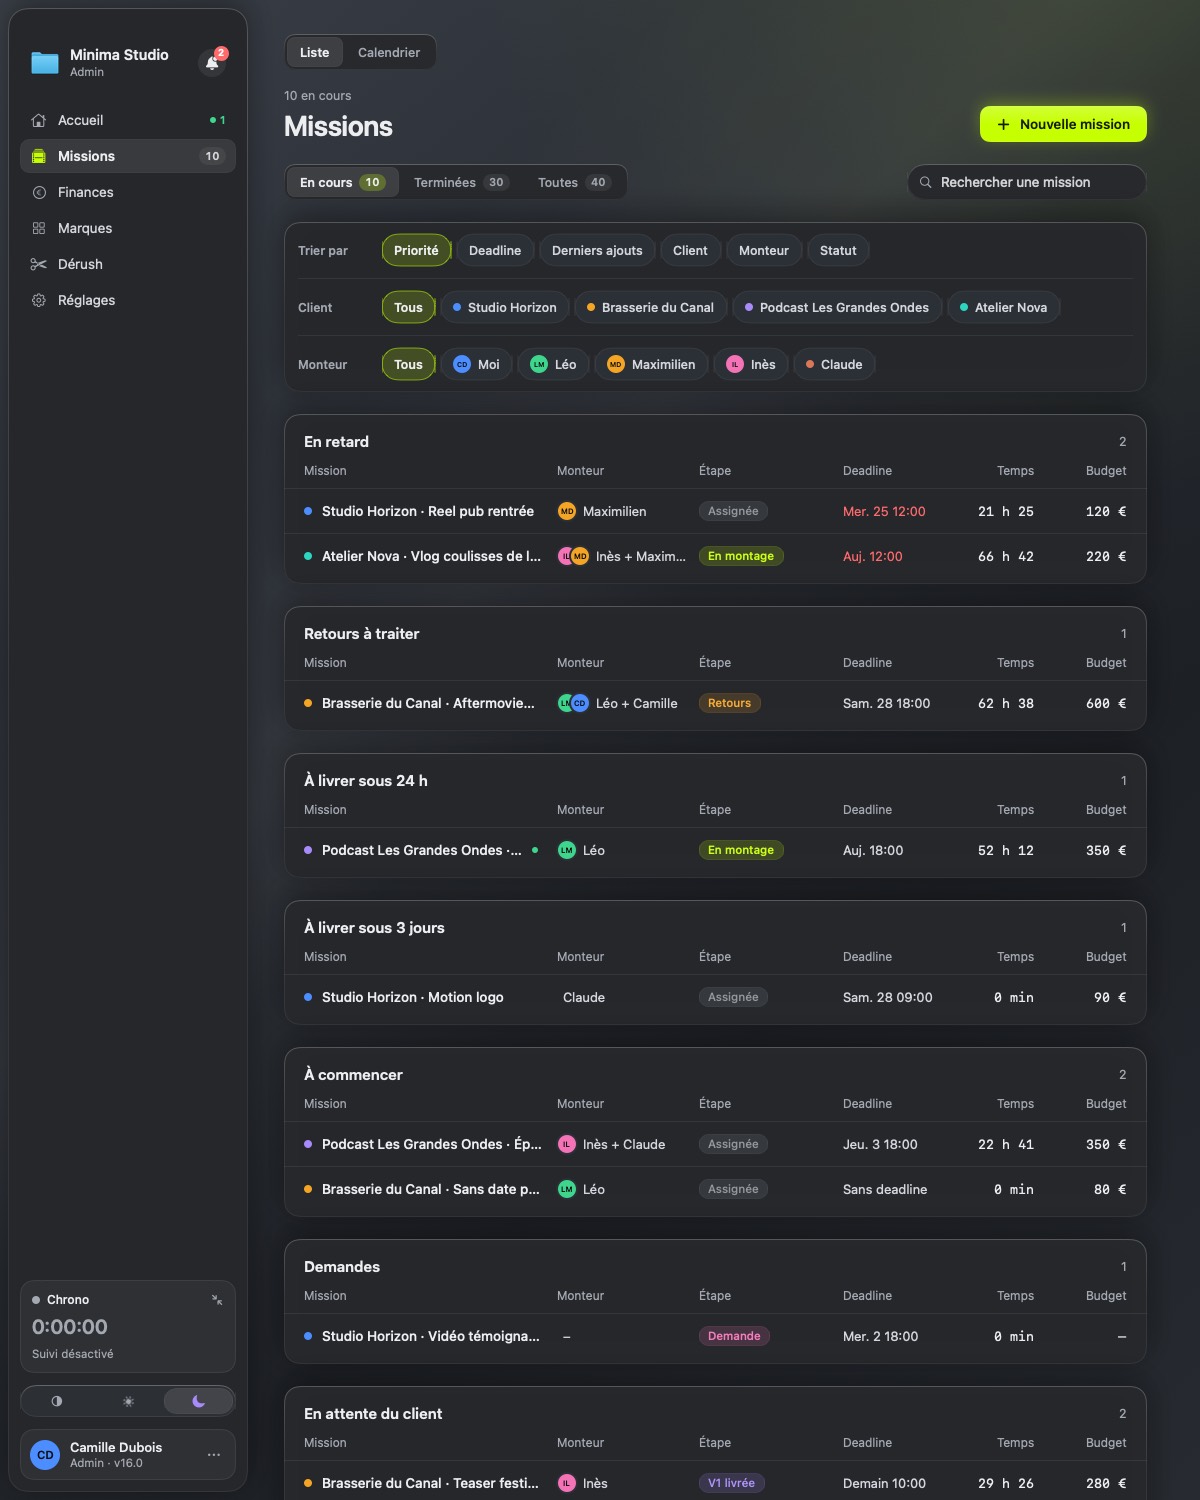 Minima Studio
Admin
2
Accueil 1
Missions 10
Finances
Marques
Dérush
Réglages
Chrono
0:00:00
Suivi désactivé
CD Camille Dubois
Admin · v16.0
Liste Calendrier
10 en cours
Missions
+ Nouvelle mission
En cours 10 Terminées 30 Toutes 40
Rechercher une mission
Trier par Priorité Deadline Derniers ajouts Client Monteur Statut
Client Tous Studio Horizon Brasserie du Canal Podcast Les Grandes Ondes Atelier Nova
Monteur Tous CD Moi LM Léo MD Maximilien IL Inès Claude
En retard 2
Mission Monteur Étape Deadline Temps Budget
Studio Horizon · Reel pub rentrée MD Maximilien Assignée Mer. 25 12:00 21 h 25 120 €
Atelier Nova · Vlog coulisses de l... IL MD Inès + Maxim... En montage Auj. 12:00 66 h 42 220 €
Retours à traiter 1
Mission Monteur Étape Deadline Temps Budget
Brasserie du Canal · Aftermovie... LM CD Léo + Camille Retours Sam. 28 18:00 62 h 38 600 €
À livrer sous 24 h 1
Mission Monteur Étape Deadline Temps Budget
Podcast Les Grandes Ondes ·... LM Léo En montage Auj. 18:00 52 h 12 350 €
À livrer sous 3 jours 1
Mission Monteur Étape Deadline Temps Budget
Studio Horizon · Motion logo Claude Assignée Sam. 28 09:00 0 min 90 €
À commencer 2
Mission Monteur Étape Deadline Temps Budget
Podcast Les Grandes Ondes · Ép... IL Inès + Claude Assignée Jeu. 3 18:00 22 h 41 350 €
Brasserie du Canal · Sans date p... LM Léo Assignée Sans deadline 0 min 80 €
Demandes 1
Mission Monteur Étape Deadline Temps Budget
Studio Horizon · Vidéo témoigna... – Demande Mer. 2 18:00 0 min –
En attente du client 2
Mission Monteur Étape Deadline Temps Budget
Brasserie du Canal · Teaser festi... IL Inès V1 livrée Demain 10:00 29 h 26 280 €